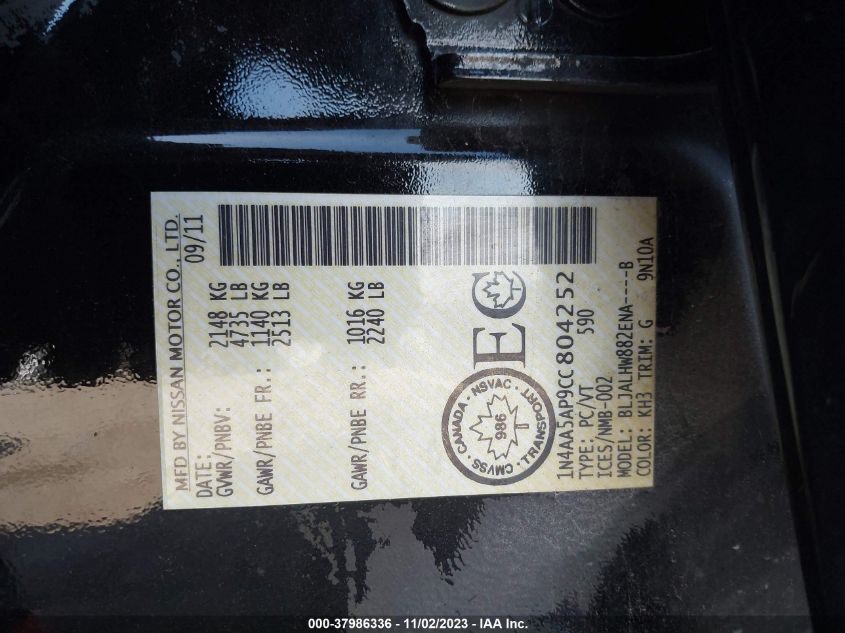 MFD BY NISSAN MOTOR CO., LTD.
DATE: 09/11
GVWR/PNBV: 2148 KG
4735 LB
GAWR/PNBE FR.: 1140 KG
2513 LB
GAWR/PNBE RR.: 1016 KG
2240 LB
CANADA · NSVAC · TRANSPORT · CMVSS ·
986
EC
1N4AA5AP9CC804252
TYPE: PC/VT 590
ICES/NMB-002
MODEL: BLJALHW882ENA----B
COLOR: KH3 TRIM: G 9N10A
000-37986336 - 11/02/2023 - IAA Inc.